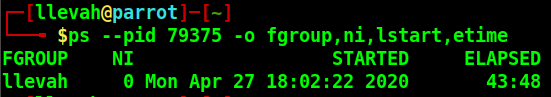 ┌─[llevah@parrot]─[~]
└──╼ $ps --pid 79375 -o fgroup,ni,lstart,etime
FGROUP    NI                  STARTED     ELAPSED
llevah     0 Mon Apr 27 18:02:22 2020       43:48